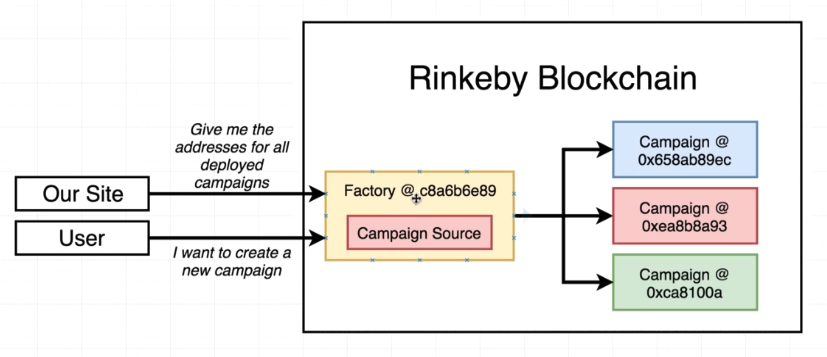 Rinkeby Blockchain
Give me the
addresses for all
deployed
campaigns
Our Site
User
I want to create a
new campaign
Factory @ c8a6b6e89
Campaign Source
Campaign @
0x658ab89ec
Campaign @
0xea8b8a93
Campaign @
0xca8100a